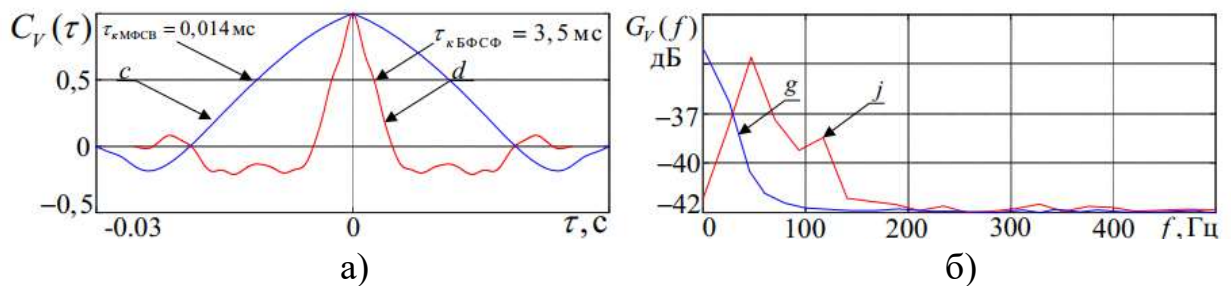 C_V(τ)
τ_кМФСВ = 0,014 мс
τ_кБФСФ = 3,5 мс
c
d
0,5
0
−0,5
-0.03
0
τ, с
а)
G_V(f)
дБ
g
j
−37
−40
−42
0
100
200
300
400
f, Гц
б)